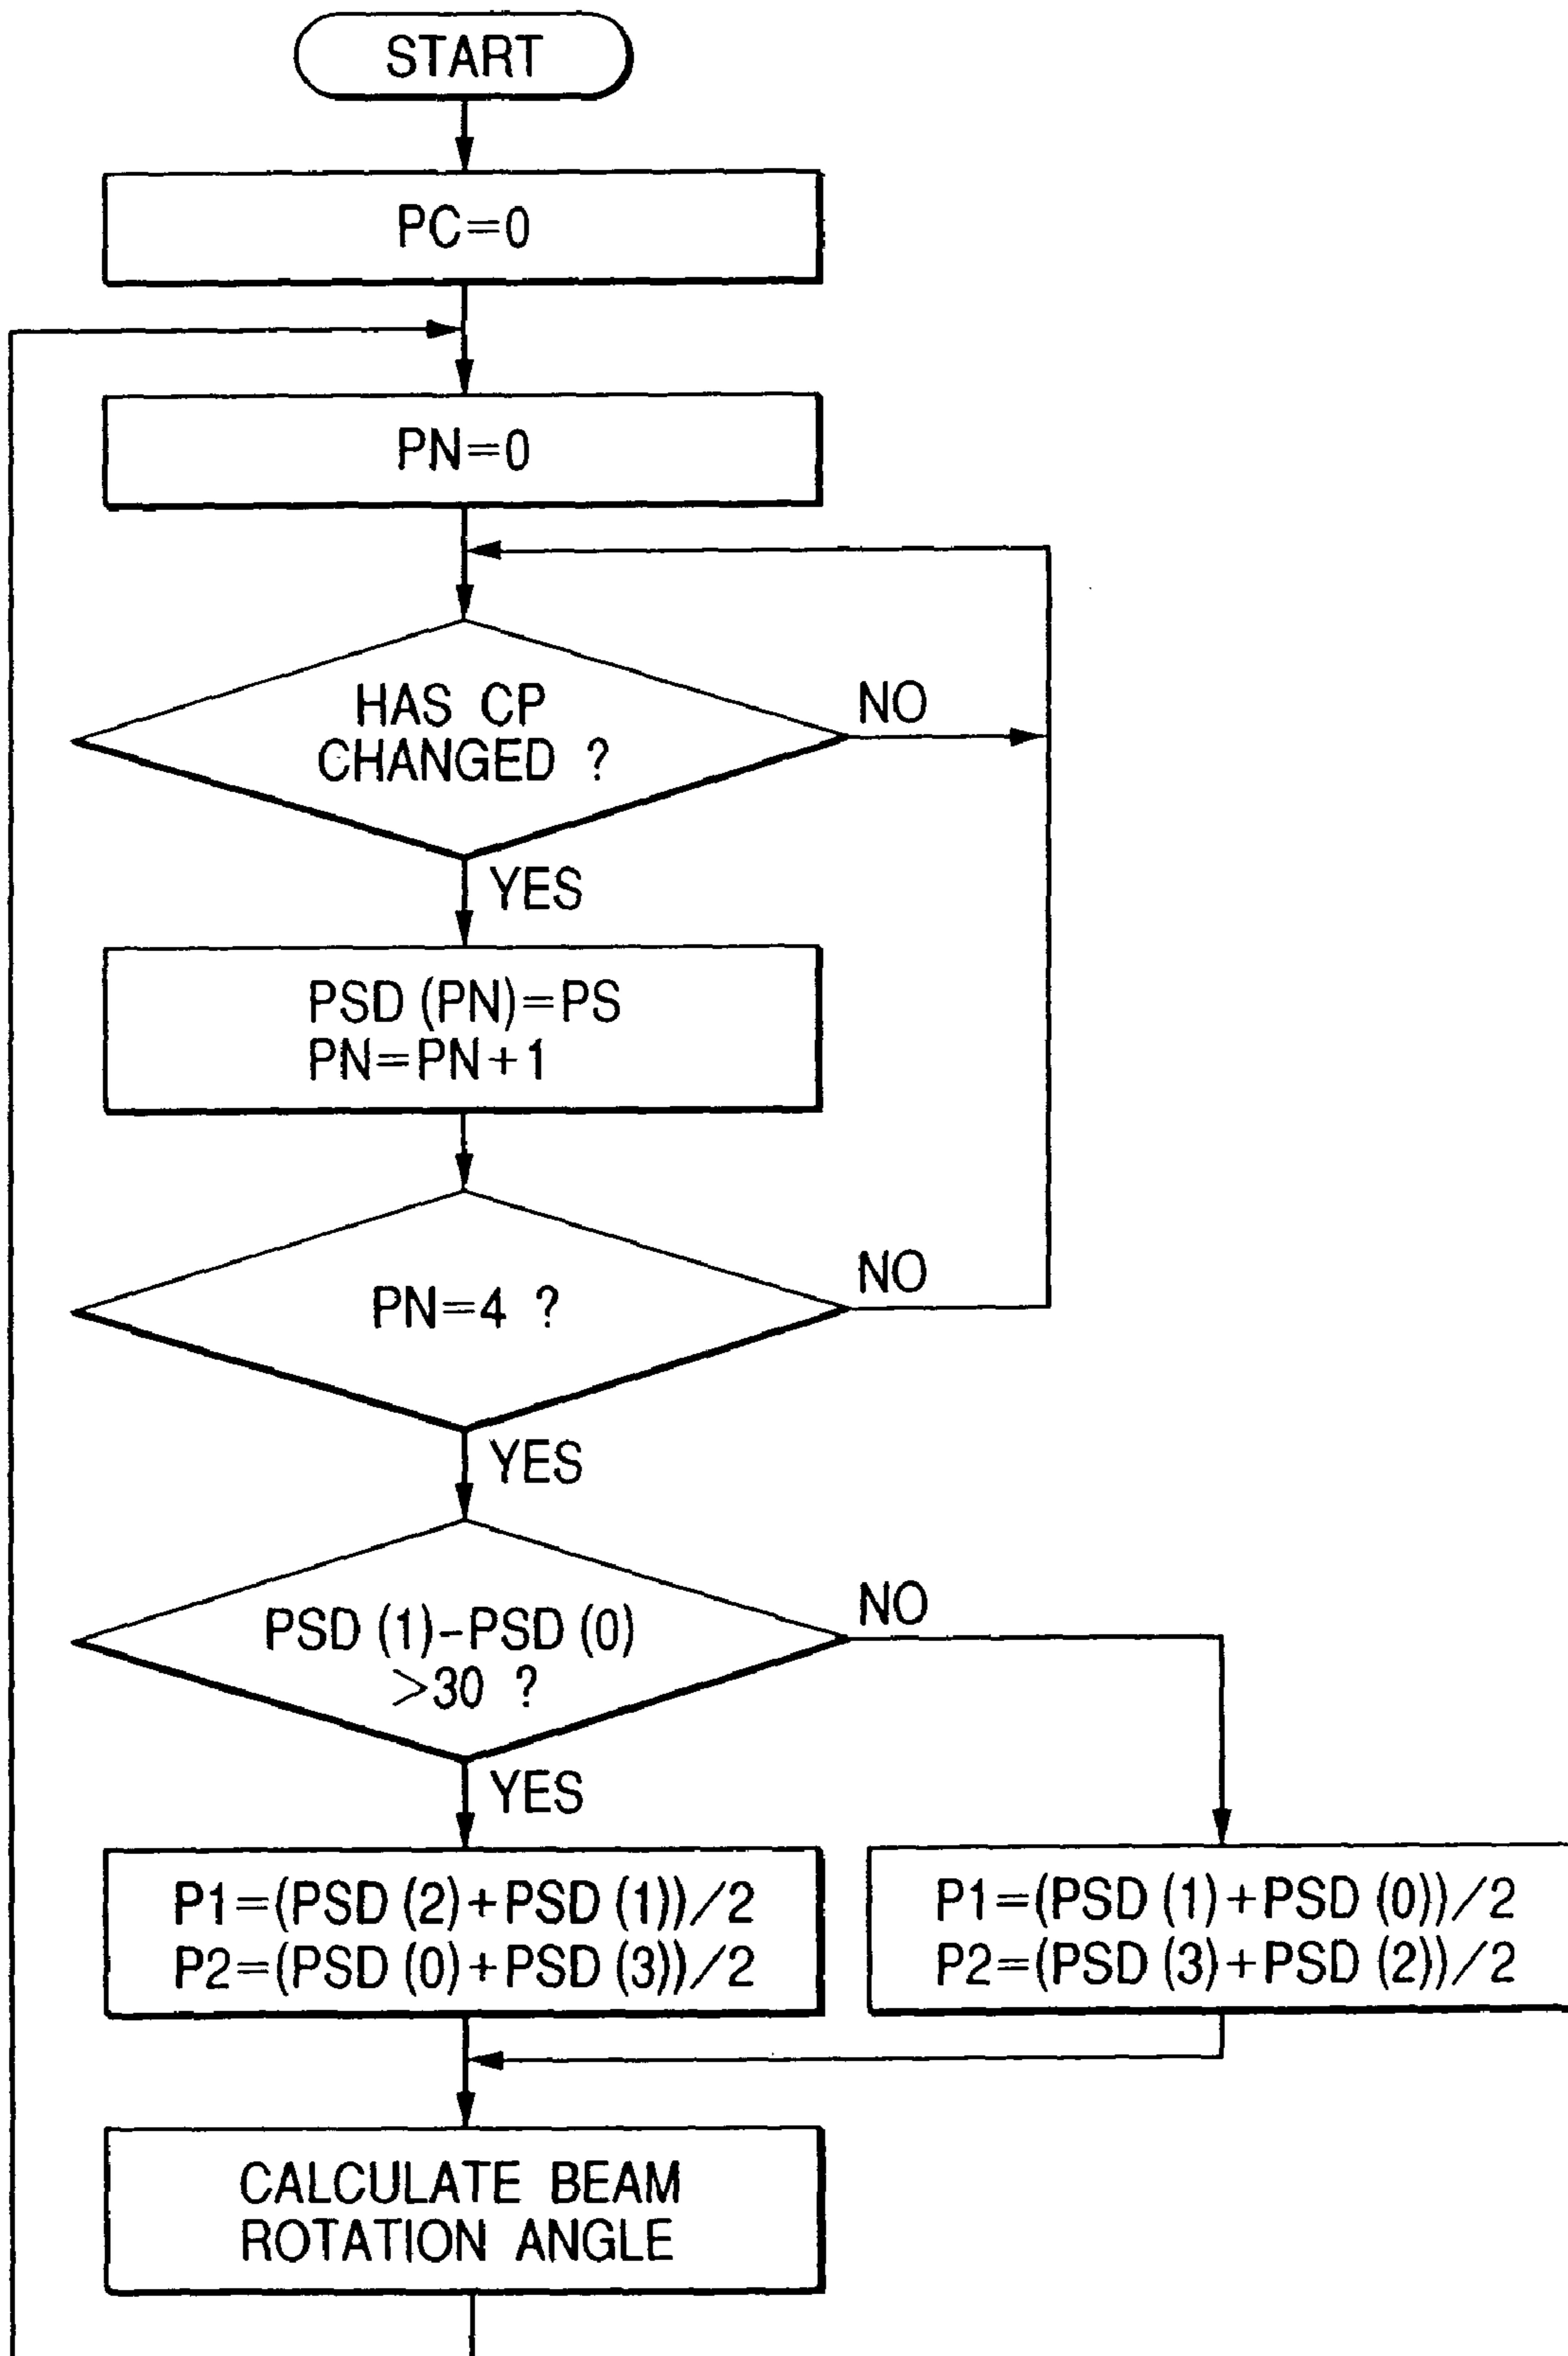 START
PC=0
PN=0
HAS CP
CHANGED ?
NO
YES
PSD (PN)=PS
PN=PN+1
PN=4 ?
NO
YES
PSD (1)-PSD (0)
>30 ?
NO
YES
P1=(PSD (2)+PSD (1))/2
P2=(PSD (0)+PSD (3))/2
P1=(PSD (1)+PSD (0))/2
P2=(PSD (3)+PSD (2))/2
CALCULATE BEAM
ROTATION ANGLE